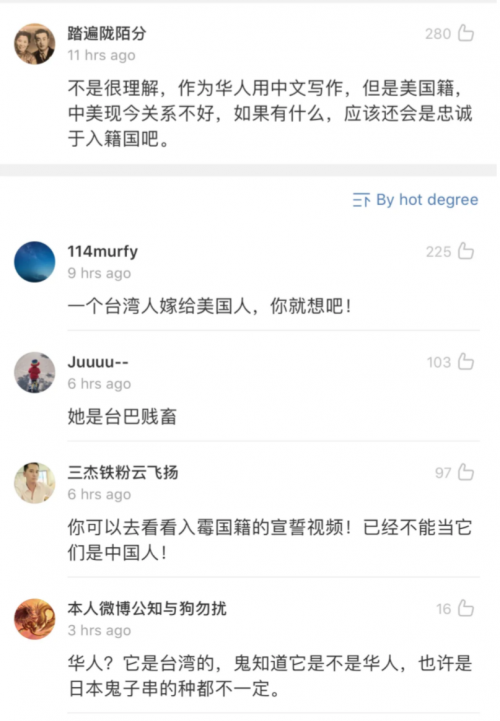 踏遍陇陌分
280
11 hrs ago
不是很理解，作为华人用中文写作，但是美国籍，
中美现今关系不好，如果有什么，应该还会是忠诚
于入籍国吧。
By hot degree
114murfy
225
9 hrs ago
一个台湾人嫁给美国人，你就想吧！
Juuuu--
103
6 hrs ago
她是台巴贱畜
三杰铁粉云飞扬
97
6 hrs ago
你可以去看看入霉国籍的宣誓视频！已经不能当它
们是中国人！
本人微博公知与狗勿扰
16
3 hrs ago
华人？它是台湾的，鬼知道它是不是华人，也许是
日本鬼子串的种都不一定。